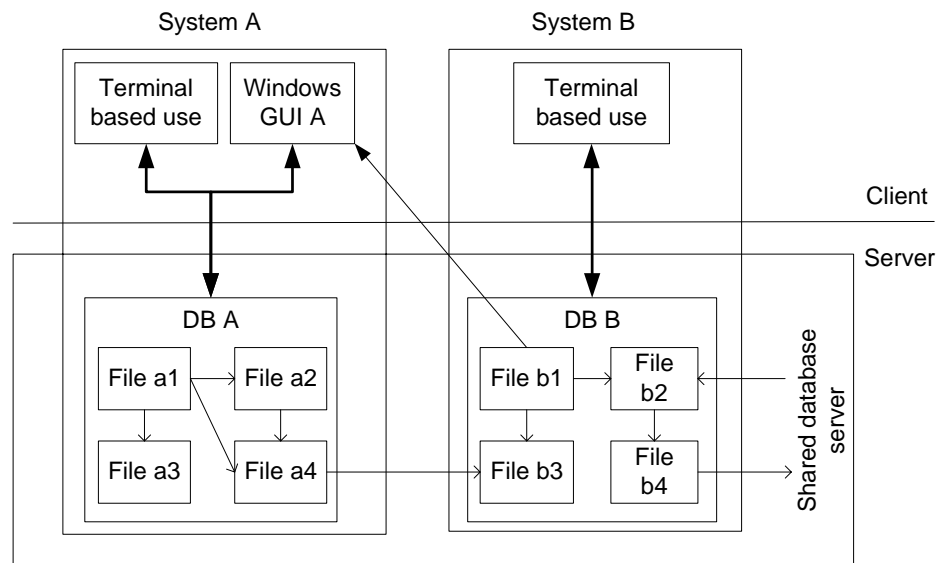 System A
System B
Terminal
based use
Windows
GUI A
Terminal
based use
Client
Server
DB A
DB B
File a1
File a2
File b1
File
b2
File a3
File a4
File b3
File
b4
Shared database
server